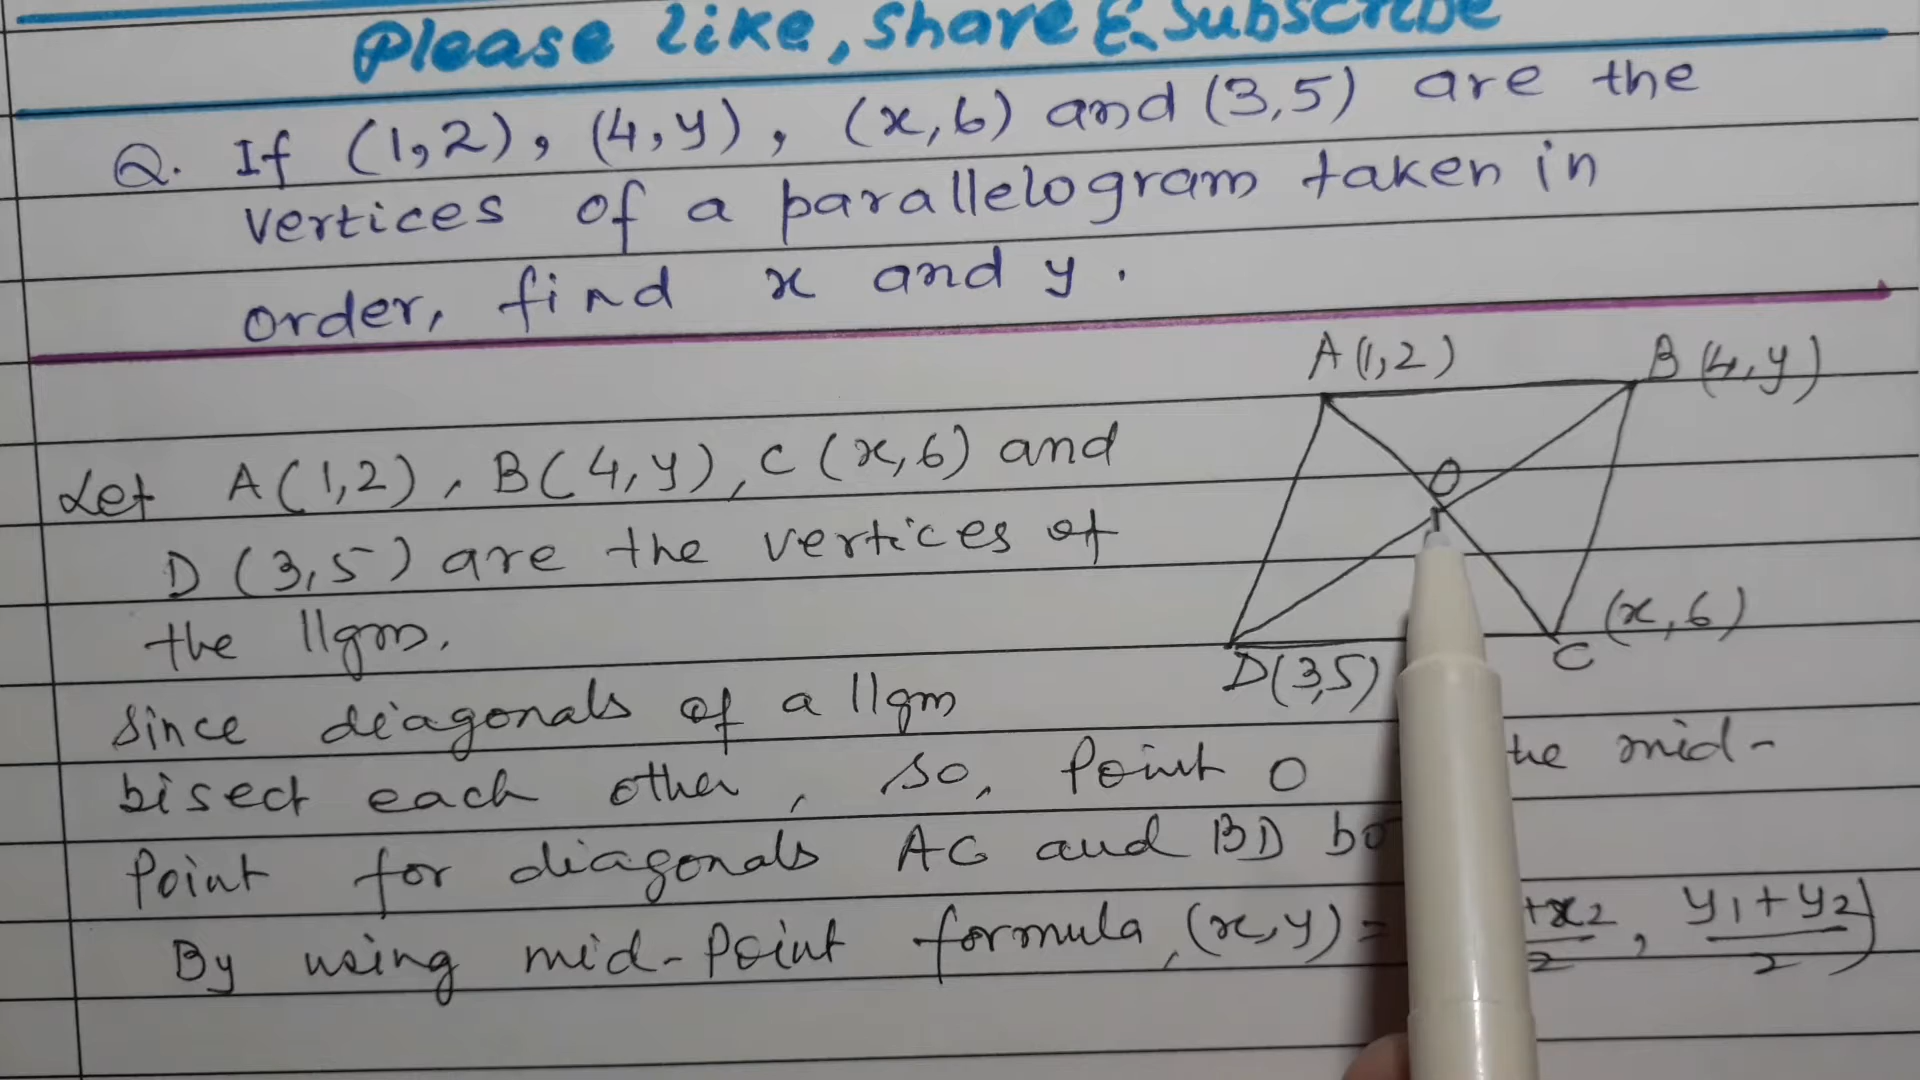 Please like, share & Subscribe
Q. If (1,2), (4,y), (x,6) and (3,5) are the
vertices of a parallelogram taken in
order, find x and y.
A(1,2)
B(4,y)
O
D(3,5)
C
(x,6)
Let A(1,2), B(4,y), C(x,6) and
D(3,5) are the vertices of
the llgm.
Since diagonals of a llgm
bisect each other, so, point O the mid-
point for diagonals AC and BD
By using mid-point formula, (x,y) = +x2/2, y1+y2/2)